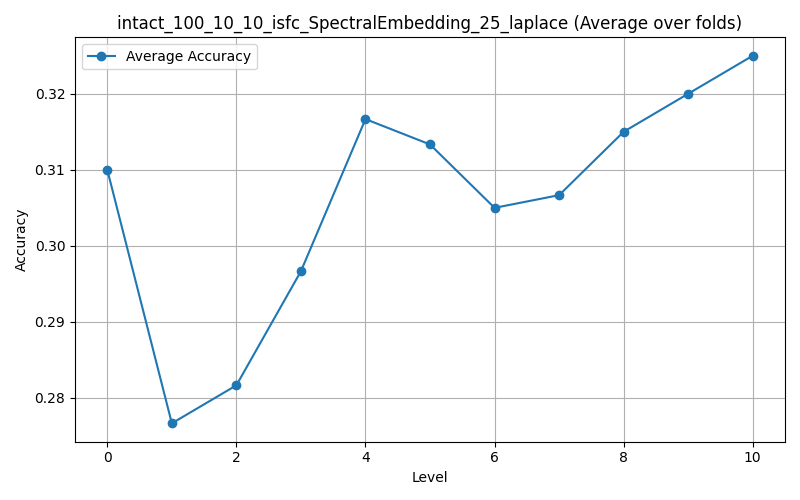 intact_100_10_10_isfc_SpectralEmbedding_25_laplace (Average over folds)
Average Accuracy
0.32
0.31
0.30
0.29
0.28
Accuracy
0 2 4 6 8 10
Level